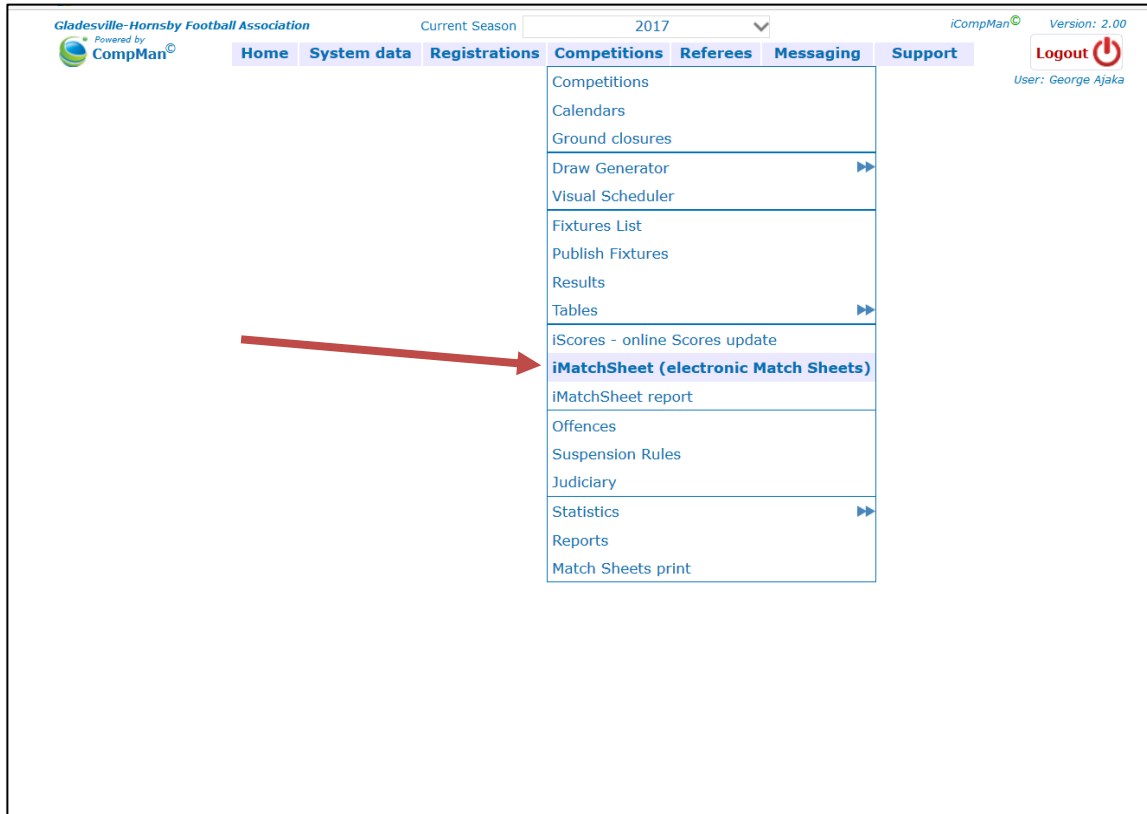 Gladesville-Hornsby Football Association Current Season 2017 iCompMan© Version: 2.00
Powered by
CompMan©
Home System data Registrations Competitions Referees Messaging Support Logout
User: George Ajaka
Competitions
Calendars
Ground closures
Draw Generator
Visual Scheduler
Fixtures List
Publish Fixtures
Results
Tables
iScores - online Scores update
iMatchSheet (electronic Match Sheets)
iMatchSheet report
Offences
Suspension Rules
Judiciary
Statistics
Reports
Match Sheets print